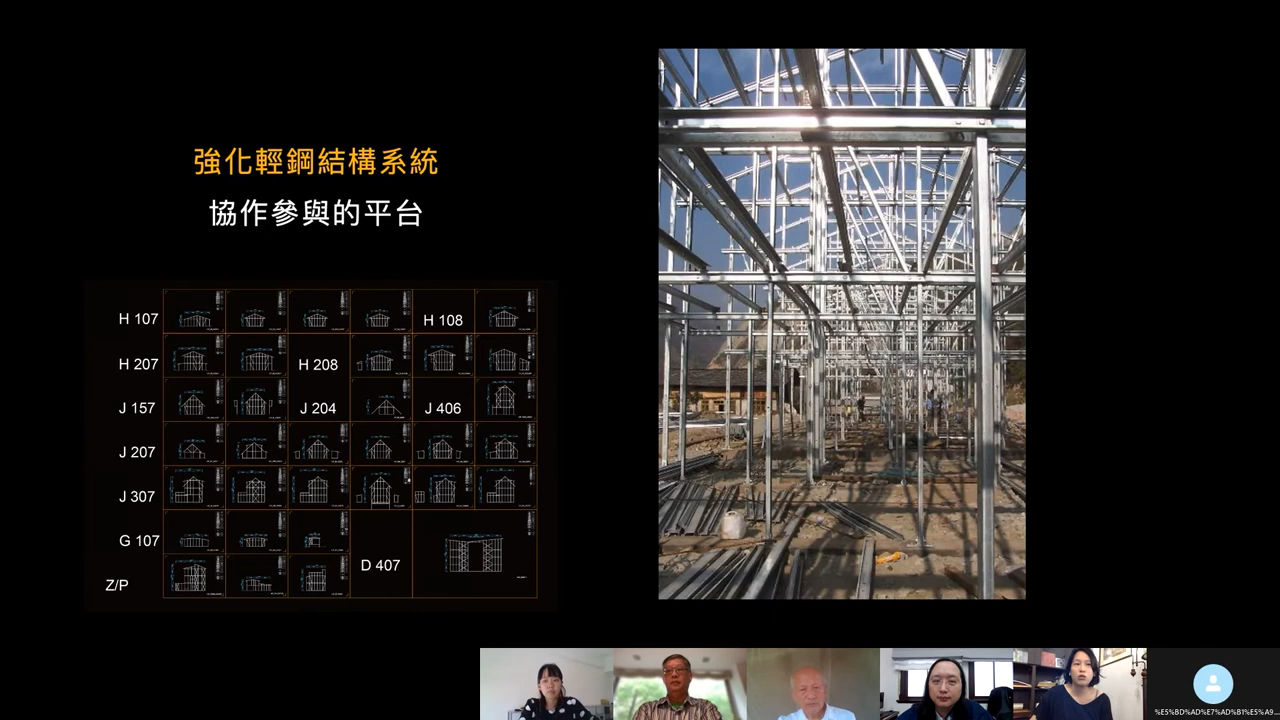 強化輕鋼結構系統
協作參與的平台
H 107
H 108
H 207
H 208
J 157
J 204
J 406
J 207
J 307
G 107
D 407
Z/P
%E5%BD%AD%E7%AD%B1%E5%A9...